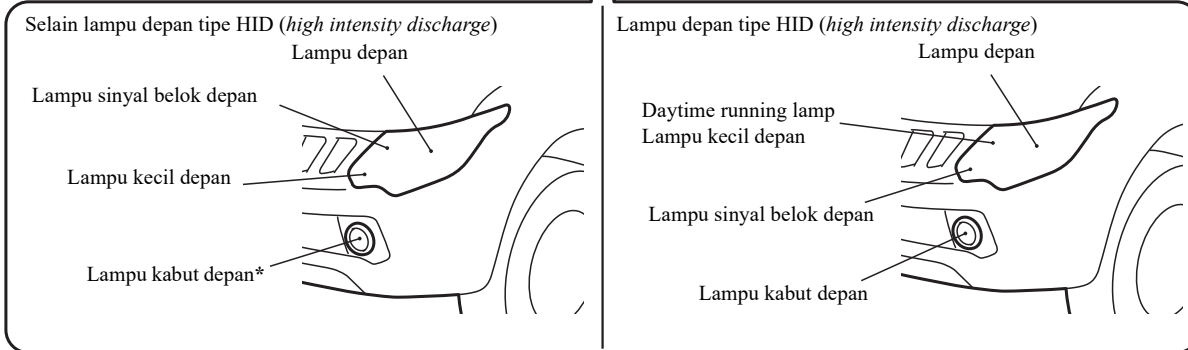 Selain lampu depan tipe HID (high intensity discharge)
Lampu depan
Lampu sinyal belok depan
Lampu kecil depan
Lampu kabut depan*
Lampu depan tipe HID (high intensity discharge)
Lampu depan
Daytime running lamp
Lampu kecil depan
Lampu sinyal belok depan
Lampu kabut depan